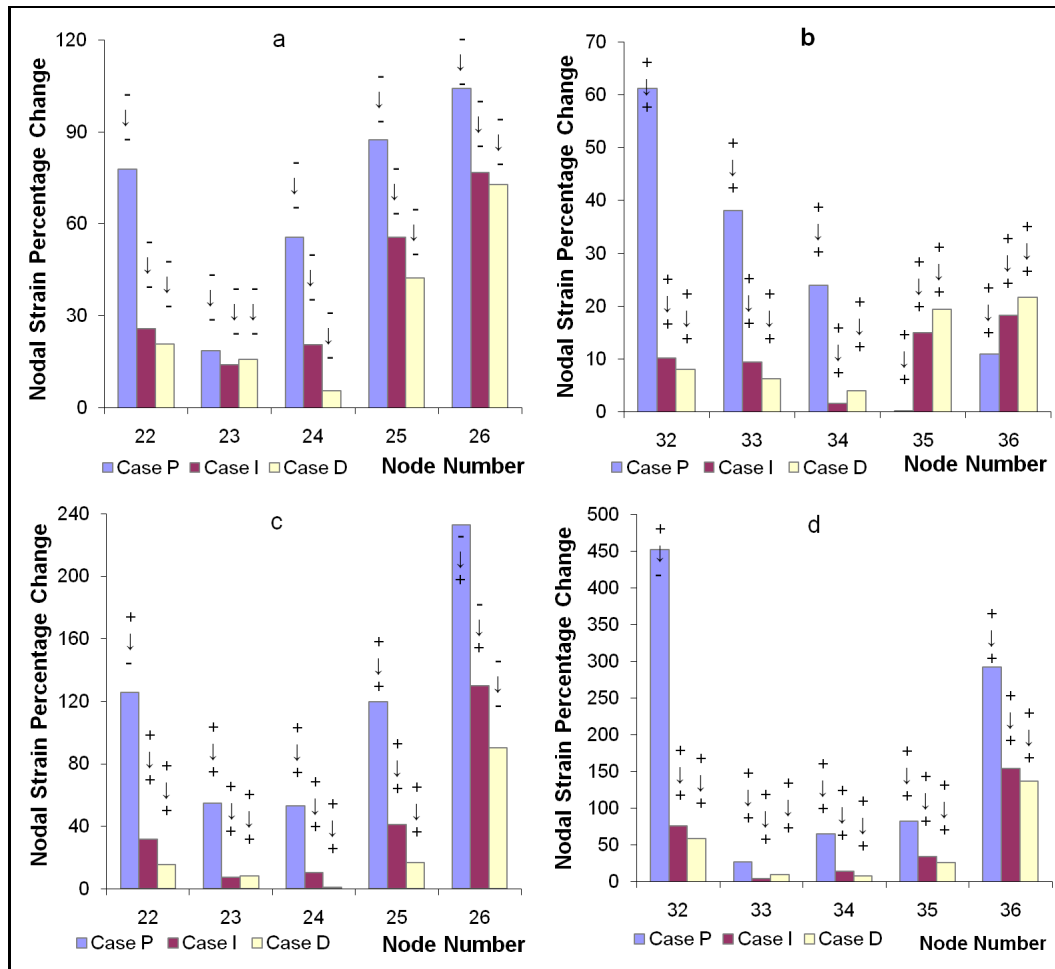 a
Nodal Strain Percentage Change
120
90
60
30
0
- ↓ - - ↓ - - ↓ -
- ↓ - - ↓ - - ↓ -
- ↓ - - ↓ - - ↓ -
- ↓ - - ↓ - - ↓ -
- ↓ - - ↓ - - ↓ -
22 23 24 25 26
Case P Case I Case D Node Number
b
Nodal Strain Percentage Change
70
60
50
40
30
20
10
0
+ ↓ + + ↓ + + ↓ +
+ ↓ + + ↓ + + ↓ +
+ ↓ + + ↓ + + ↓ +
+ ↓ + + ↓ + + ↓ +
+ ↓ + + ↓ + + ↓ +
32 33 34 35 36
Case P Case I Case D Node Number
c
Nodal Strain Percentage Change
240
200
160
120
80
40
0
+ ↓ - + ↓ + + ↓ +
+ ↓ + + ↓ + + ↓ +
+ ↓ + + ↓ + + ↓ +
+ ↓ + + ↓ + + ↓ +
- ↓ + - ↓ + - ↓ -
22 23 24 25 26
Case P Case I Case D Node Number
d
Nodal Strain Percentage Change
500
450
400
350
300
250
200
150
100
50
0
+ ↓ - + ↓ + + ↓ +
+ ↓ + + ↓ + + ↓ +
+ ↓ + + ↓ + + ↓ +
+ ↓ + + ↓ + + ↓ +
+ ↓ + + ↓ + + ↓ +
32 33 34 35 36
Case P Case I Case D Node Number